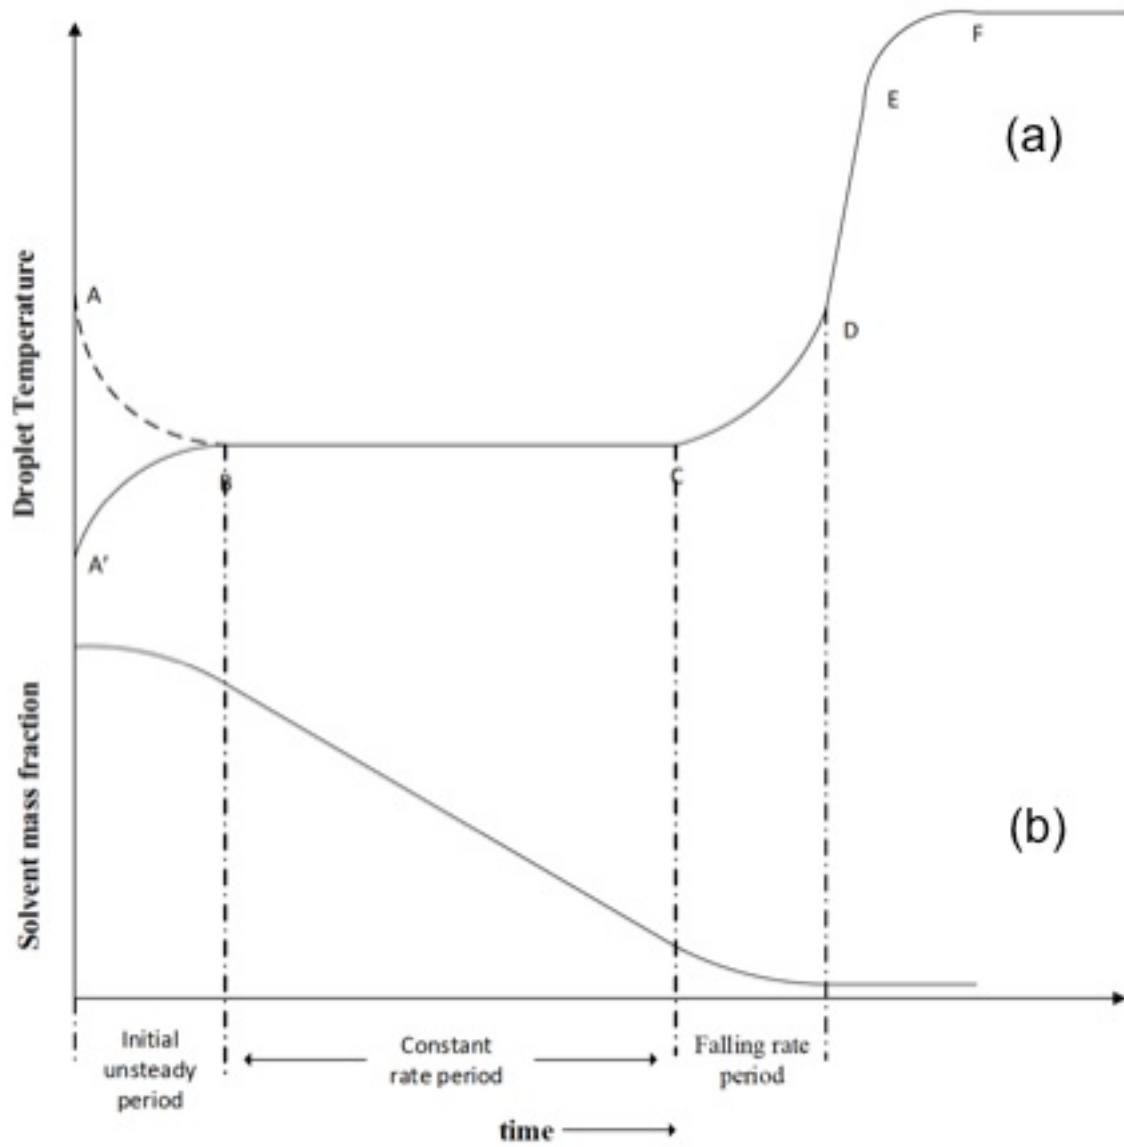 F
E
(a)
A
D
B
C
A'
Droplet Temperature
Solvent mass fraction
(b)
Initial
unsteady
period
Constant
rate period
Falling rate
period
time